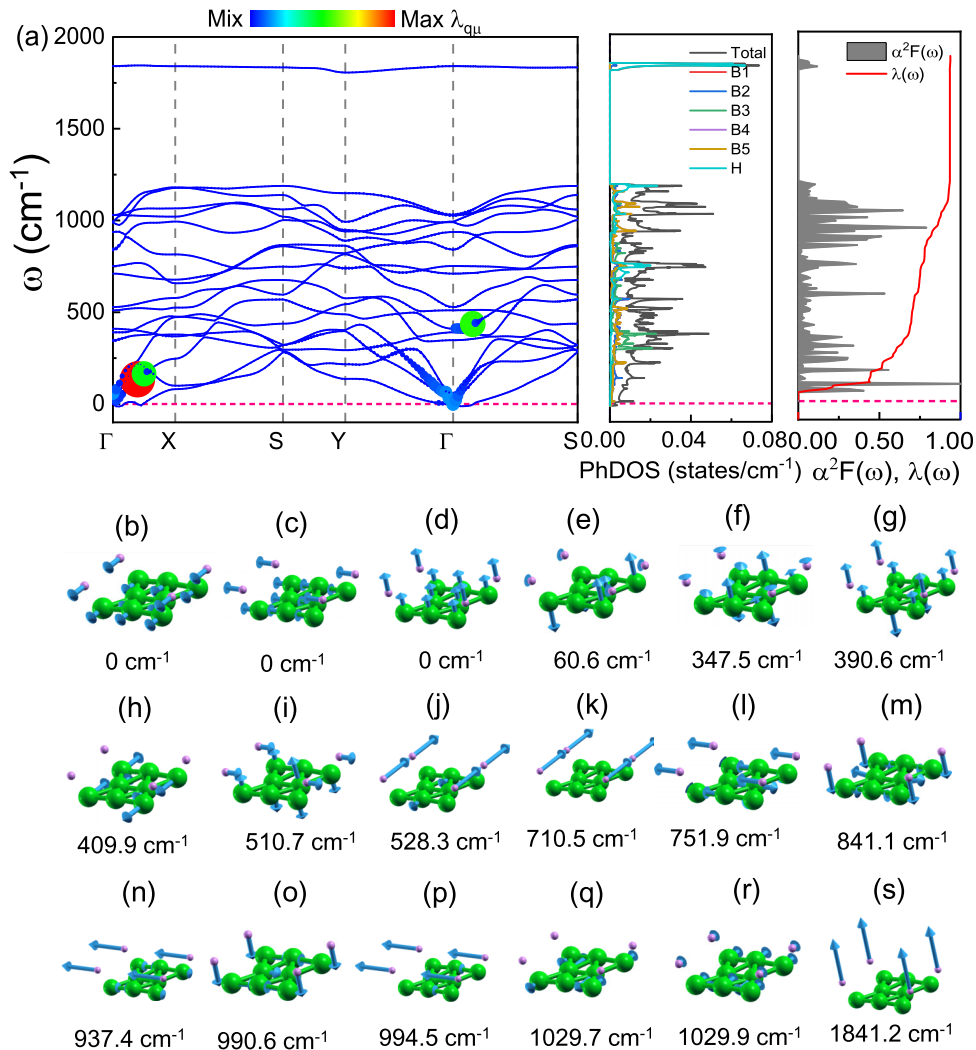 Mix Max λqμ
(a)
2000
1500
1000
500
0
ω (cm-1)
Γ X S Y Γ S
Total
B1
B2
B3
B4
B5
H
0.00 0.04 0.08
PhDOS (states/cm-1)
α2F(ω)
λ(ω)
0.00 0.50 1.00
α2F(ω), λ(ω)
(b) (c) (d) (e) (f) (g)
0 cm-1 0 cm-1 0 cm-1 60.6 cm-1 347.5 cm-1 390.6 cm-1
(h) (i) (j) (k) (l) (m)
409.9 cm-1 510.7 cm-1 528.3 cm-1 710.5 cm-1 751.9 cm-1 841.1 cm-1
(n) (o) (p) (q) (r) (s)
937.4 cm-1 990.6 cm-1 994.5 cm-1 1029.7 cm-1 1029.9 cm-1 1841.2 cm-1